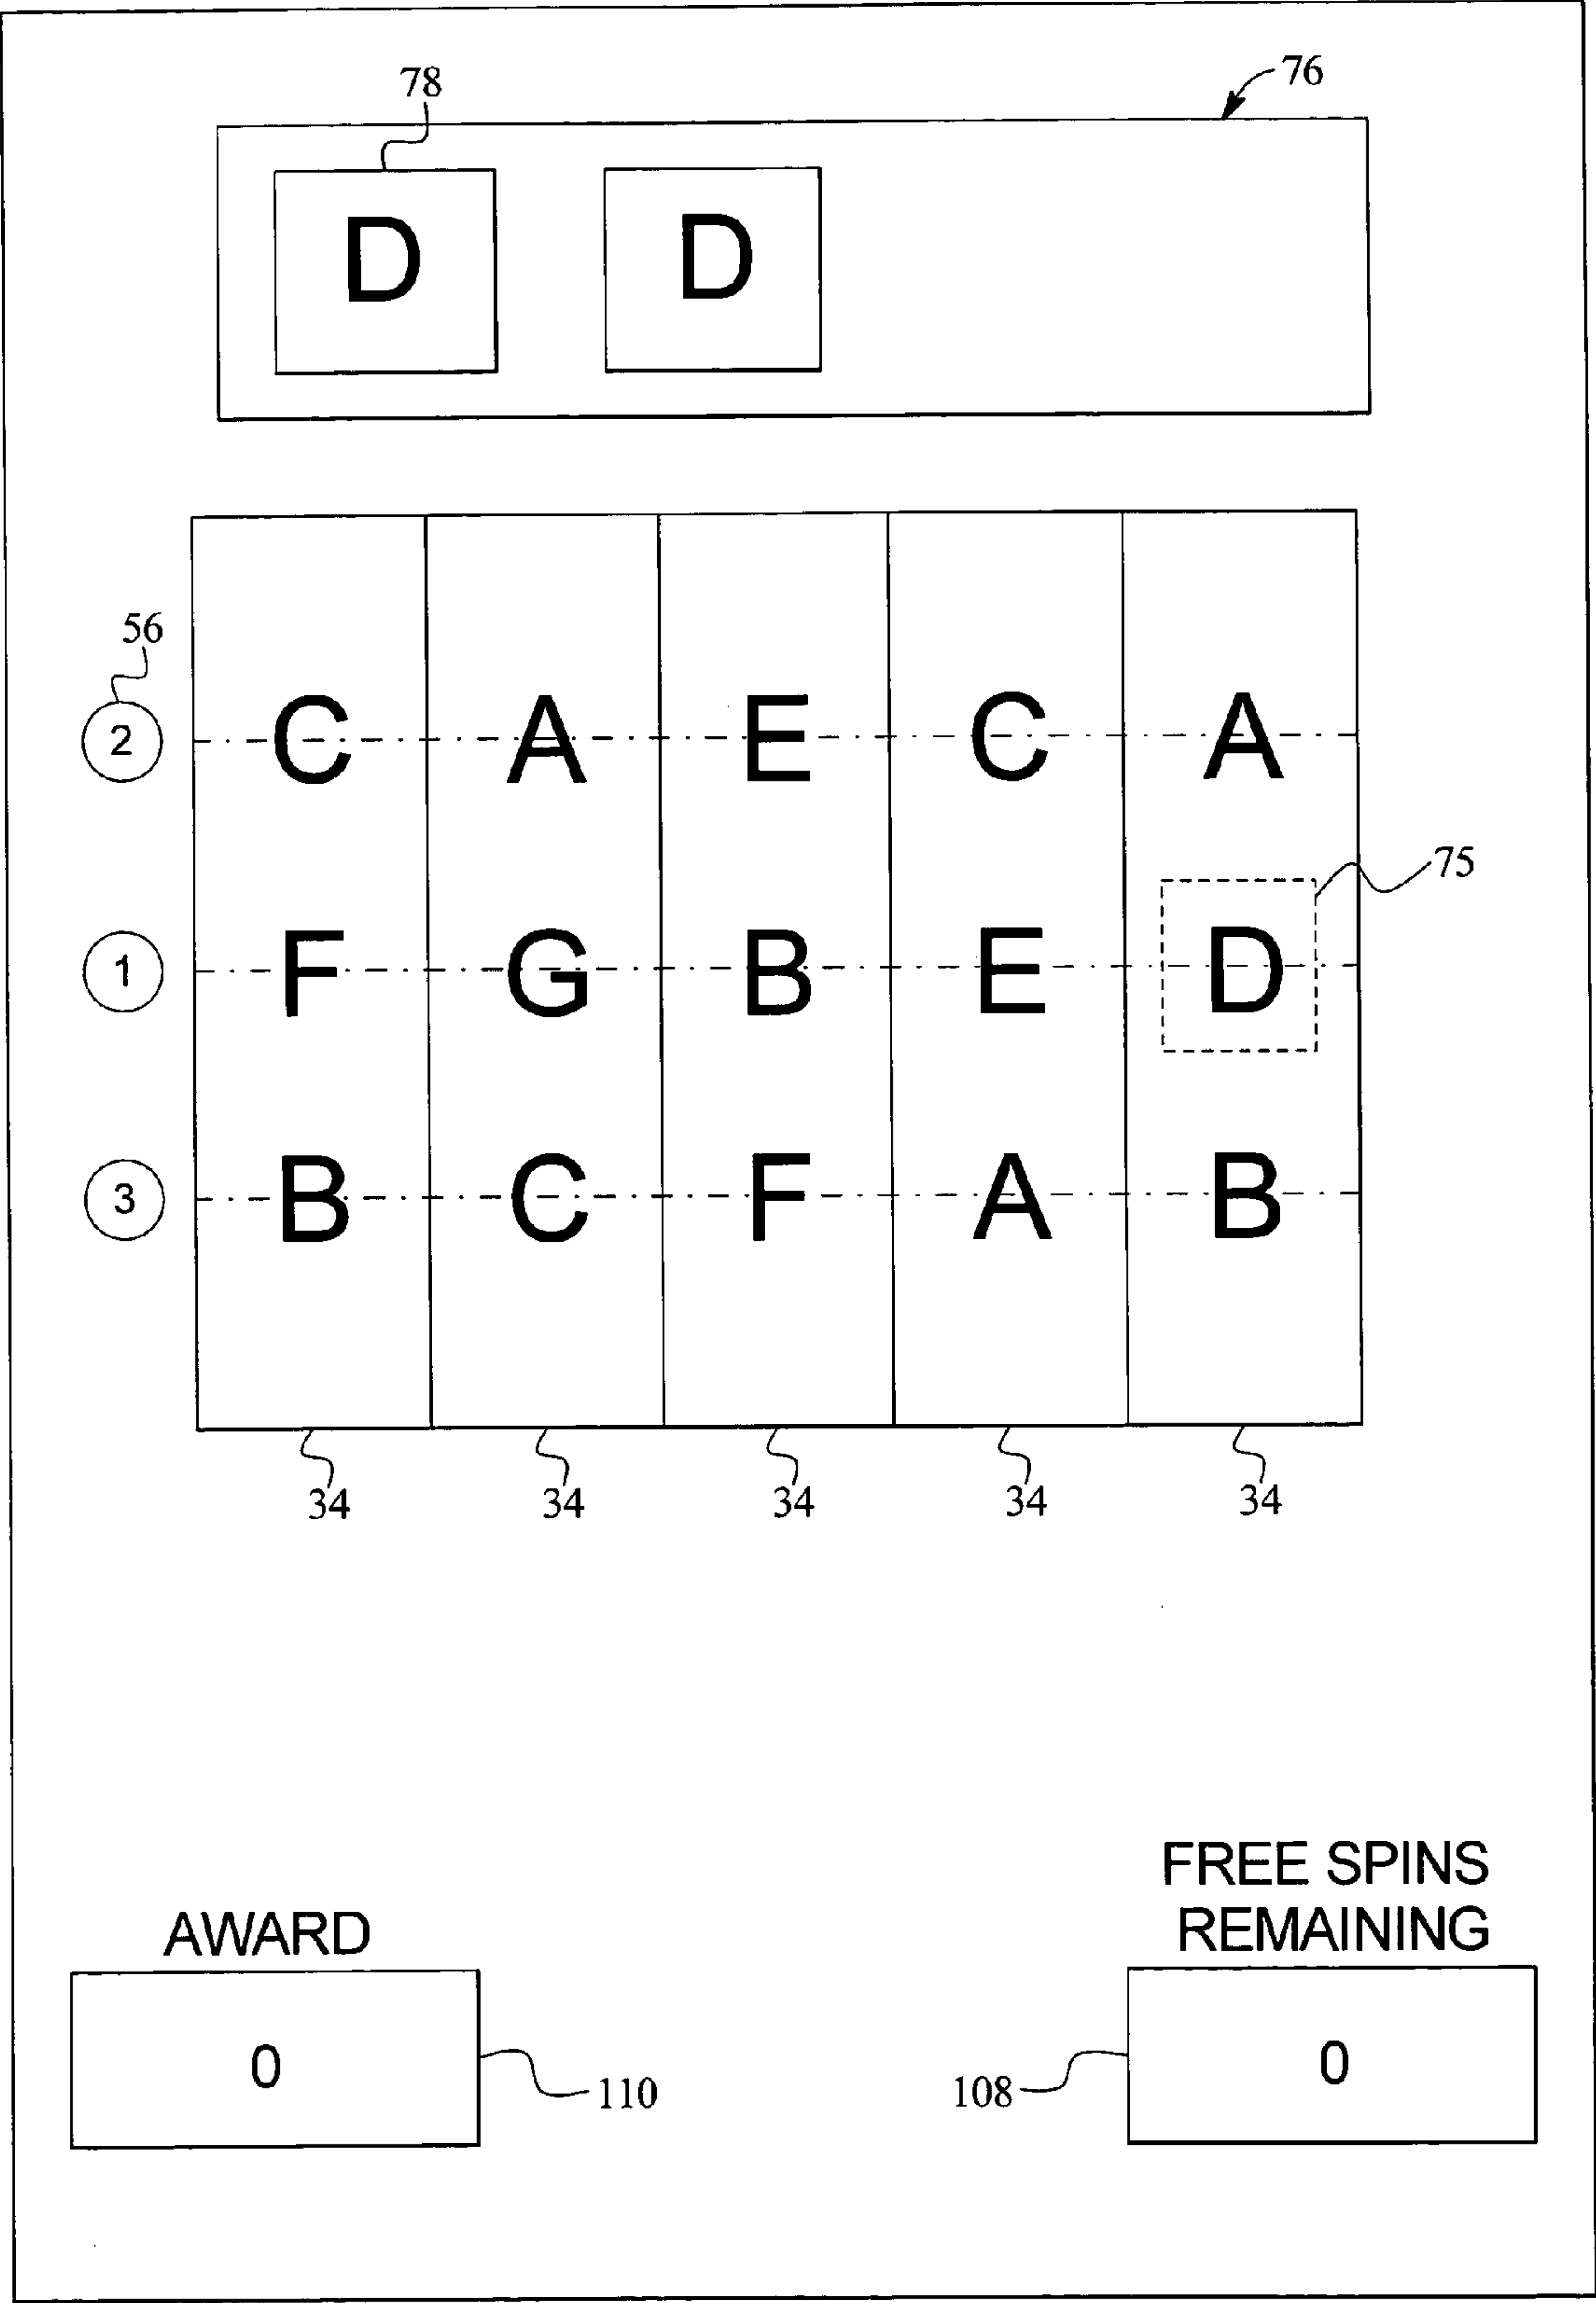 78
76
D D
56
2 C A E C A
75
1 F G B E D
3 B C F A B
34 34 34 34 34
FREE SPINS
REMAINING
AWARD
0
0
110
108